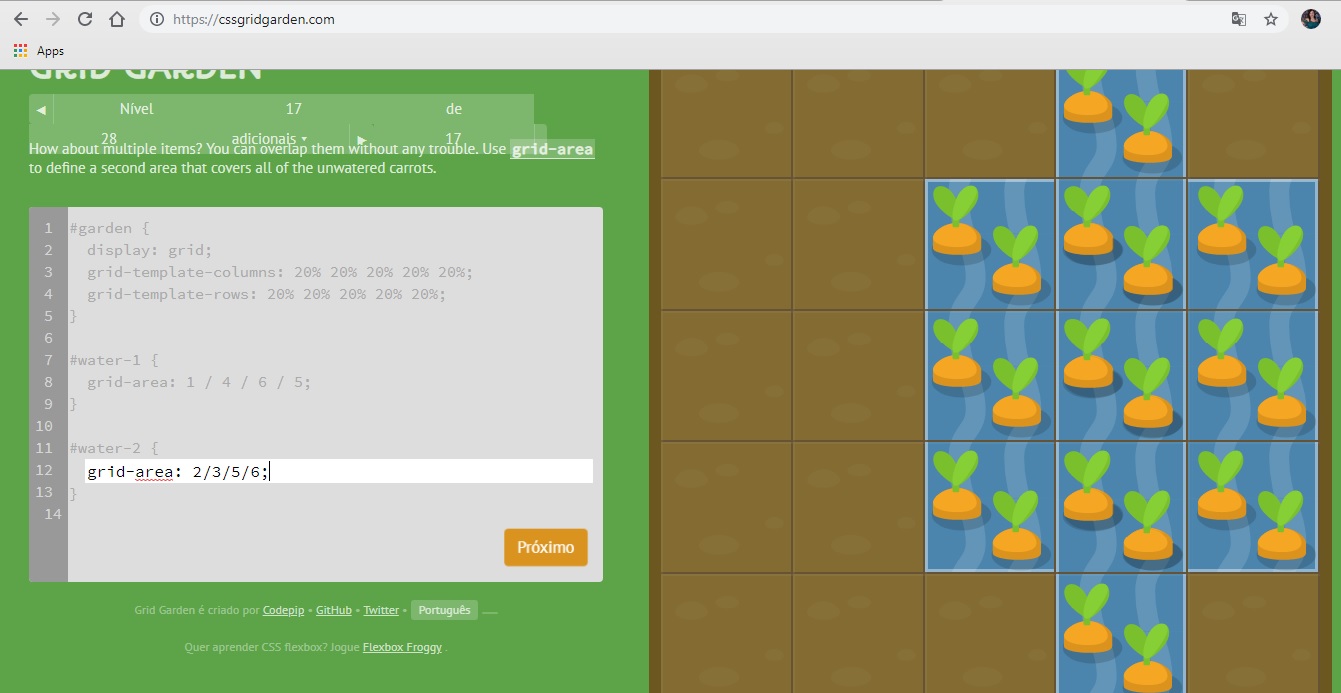 https://cssgridgarden.com
Apps
GRID GARDEN
◀ Nível 17 de
28 adicionais ▾ ▶ 17
How about multiple items? You can overlap them without any trouble. Use grid-area
to define a second area that covers all of the unwatered carrots.
1 #garden {
2 display: grid;
3 grid-template-columns: 20% 20% 20% 20% 20%;
4 grid-template-rows: 20% 20% 20% 20% 20%;
5 }
6
7 #water-1 {
8 grid-area: 1 / 4 / 6 / 5;
9 }
10
11 #water-2 {
12 grid-area: 2/3/5/6;
13 }
14
Próximo
Grid Garden é criado por Codepip • GitHub • Twitter • Português
Quer aprender CSS flexbox? Jogue Flexbox Froggy .